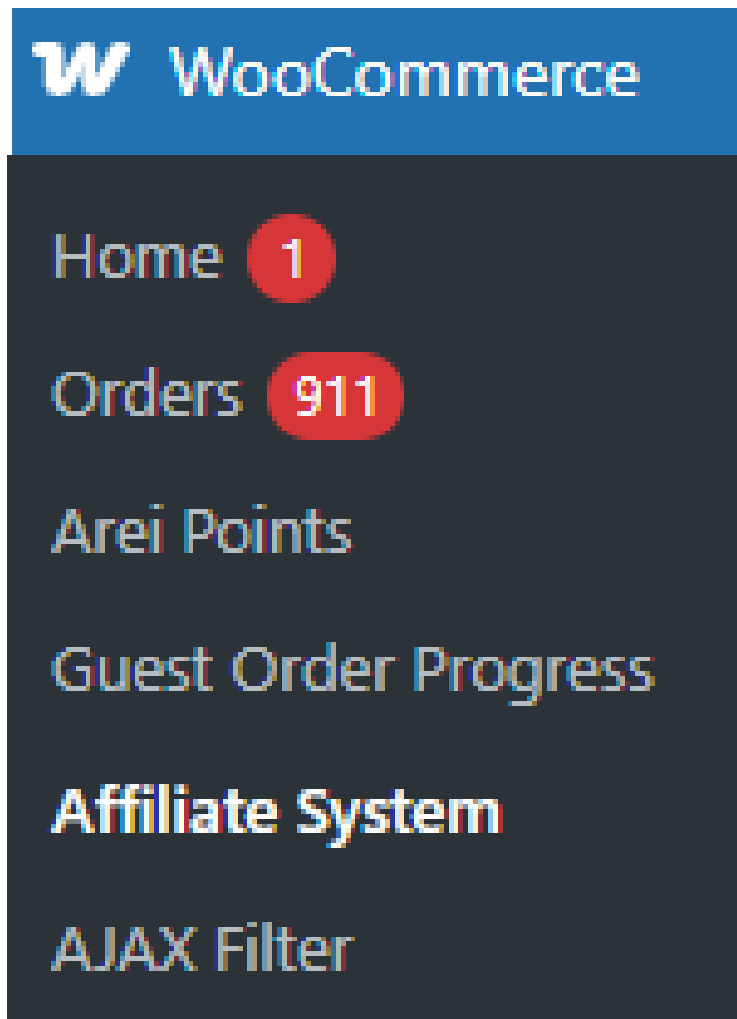 WooCommerce
Home 1
Orders 911
Arei Points
Guest Order Progress
Affiliate System
AJAX Filter